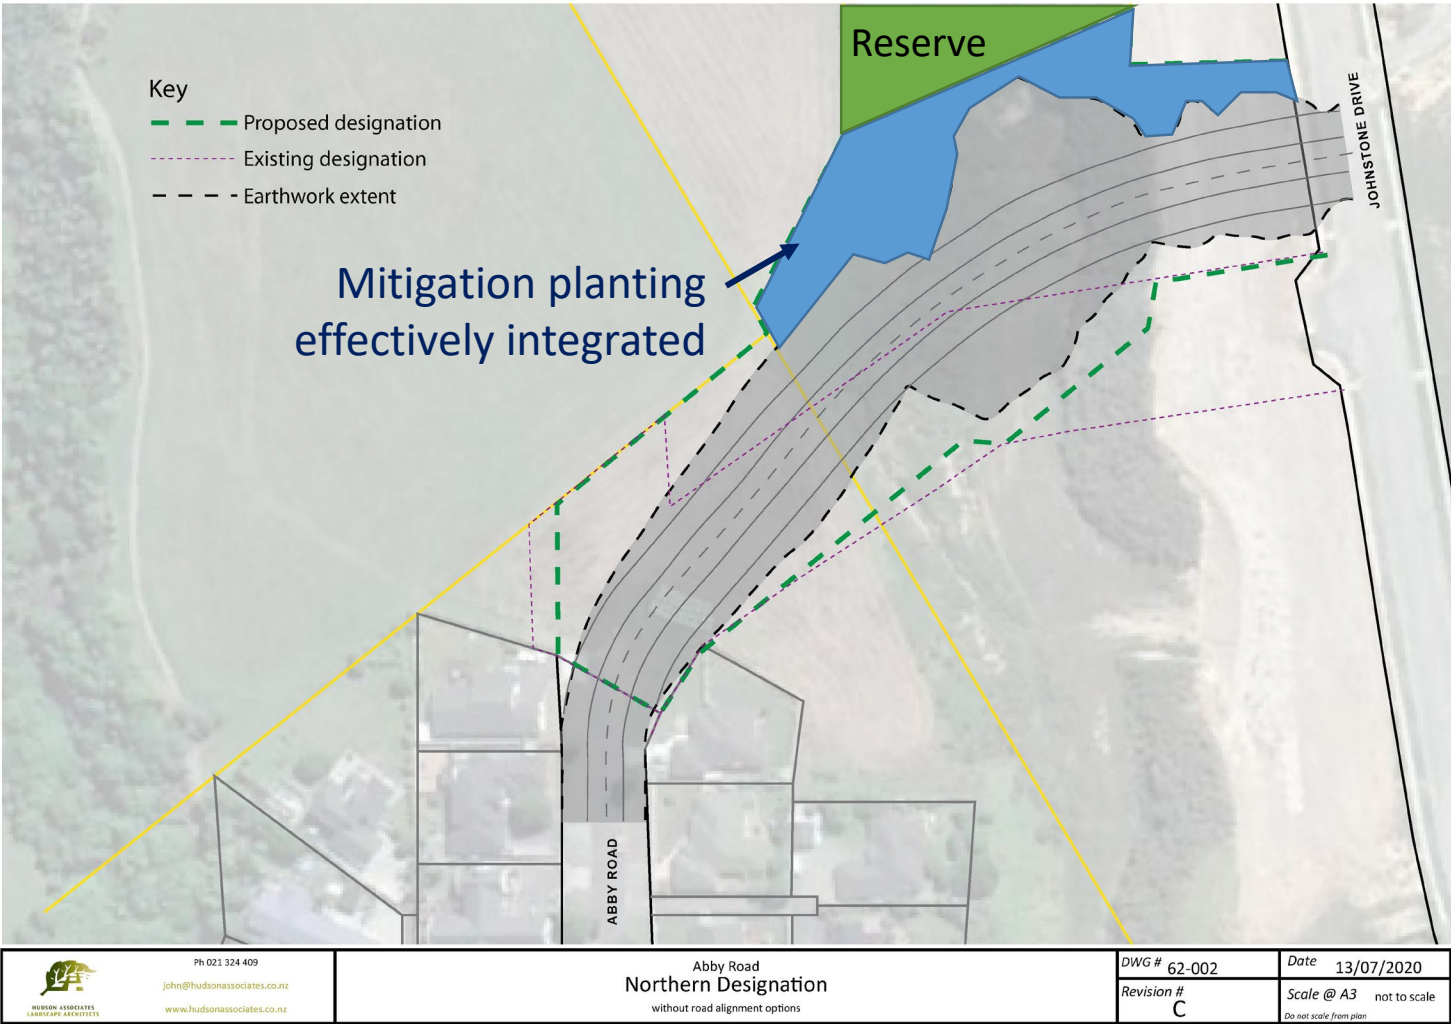 Reserve
Key
Proposed designation
Existing designation
Earthwork extent
JOHNSTONE DRIVE
Mitigation planting
effectively integrated
ABBY ROAD
HUDSON ASSOCIATES
LANDSCAPE ARCHITECTS
Ph 021 324 409
john@hudsonassociates.co.nz
www.hudsonassociates.co.nz
Abby Road
Northern Designation
without road alignment options
DWG # 62-002
Revision #
C
Date 13/07/2020
Scale @ A3 not to scale
Do not scale from plan